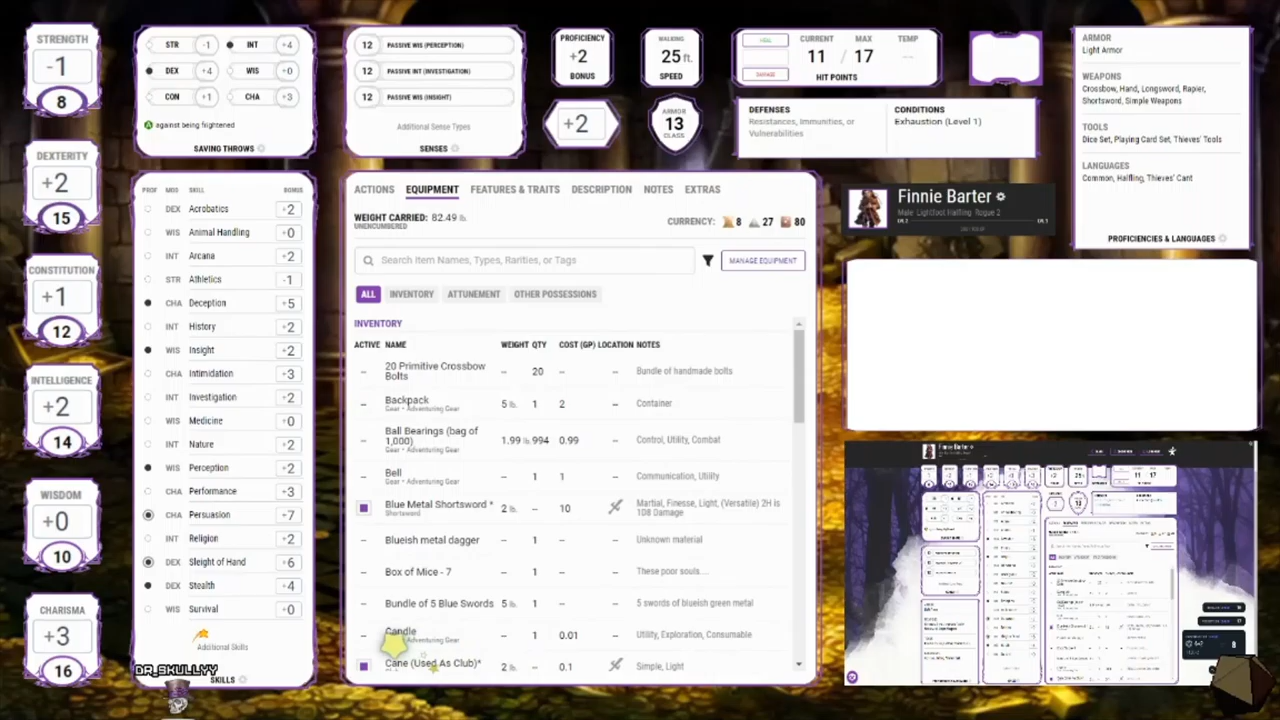 STRENGTH
-1
8
DEXTERITY
+2
15
CONSTITUTION
+1
12
INTELLIGENCE
+2
14
WISDOM
+0
10
CHARISMA
+3
16
STR -1 INT +4
DEX +4 WIS +0
CON +1 CHA +3
A against being frightened
SAVING THROWS
12 PASSIVE WIS (PERCEPTION)
12 PASSIVE INT (INVESTIGATION)
12 PASSIVE WIS (INSIGHT)
Additional Sense Types
SENSES
PROFICIENCY
+2
BONUS
WALKING
25 ft.
SPEED
+2
ARMOR
13
CLASS
HEAL
DAMAGE
CURRENT MAX TEMP
11 / 17 --
HIT POINTS
DEFENSES
Resistances, Immunities, or
Vulnerabilities
CONDITIONS
Exhaustion (Level 1)
ARMOR
Light Armor
WEAPONS
Crossbow, Hand, Longsword, Rapier,
Shortsword, Simple Weapons
TOOLS
Dice Set, Playing Card Set, Thieves' Tools
LANGUAGES
Common, Halfling, Thieves' Cant
PROFICIENCIES & LANGUAGES
Finnie Barter
Male Lightfoot Halfling Rogue 2
LVL 2 LVL 3
PROF MOD SKILL BONUS
DEX Acrobatics +2
WIS Animal Handling +0
INT Arcana +2
STR Athletics -1
CHA Deception +5
INT History +2
WIS Insight +2
CHA Intimidation +3
INT Investigation +2
WIS Medicine +0
INT Nature +2
WIS Perception +2
CHA Performance +3
CHA Persuasion +7
INT Religion +2
DEX Sleight of Hand +6
DEX Stealth +4
WIS Survival +0
Additional Skills
SKILLS
DR_SKULLYY
ACTIONS EQUIPMENT FEATURES & TRAITS DESCRIPTION NOTES EXTRAS
WEIGHT CARRIED: 82.49 lb.
UNENCUMBERED
CURRENCY: 8 27 80
Search Item Names, Types, Rarities, or Tags
MANAGE EQUIPMENT
ALL INVENTORY ATTUNEMENT OTHER POSSESSIONS
INVENTORY
ACTIVE NAME WEIGHT QTY COST (GP) LOCATION NOTES
-- 20 Primitive Crossbow Bolts -- 20 -- -- Bundle of handmade bolts
-- Backpack 5 lb. 1 2 -- Container
Gear • Adventuring Gear
-- Ball Bearings (bag of 1,000) 1.99 lb. 994 0.99 -- Control, Utility, Combat
Gear • Adventuring Gear
-- Bell -- 1 1 -- Communication, Utility
Gear • Adventuring Gear
Blue Metal Shortsword * 2 lb. -- 10 Martial, Finesse, Light, (Versatile) 2H is 1D8 Damage
Shortsword
-- Blueish metal dagger -- 1 -- -- Unknown material
-- Box of Mice - 7 -- 1 -- -- These poor souls....
-- Bundle of 5 Blue Swords 5 lb. 1 -- -- 5 swords of blueish green metal
-- Candle -- 1 0.01 -- Utility, Exploration, Consumable
Adventuring Gear
Cane (Used As Club)* 2 lb. -- 0.1 Simple, Light
Finnie Barter